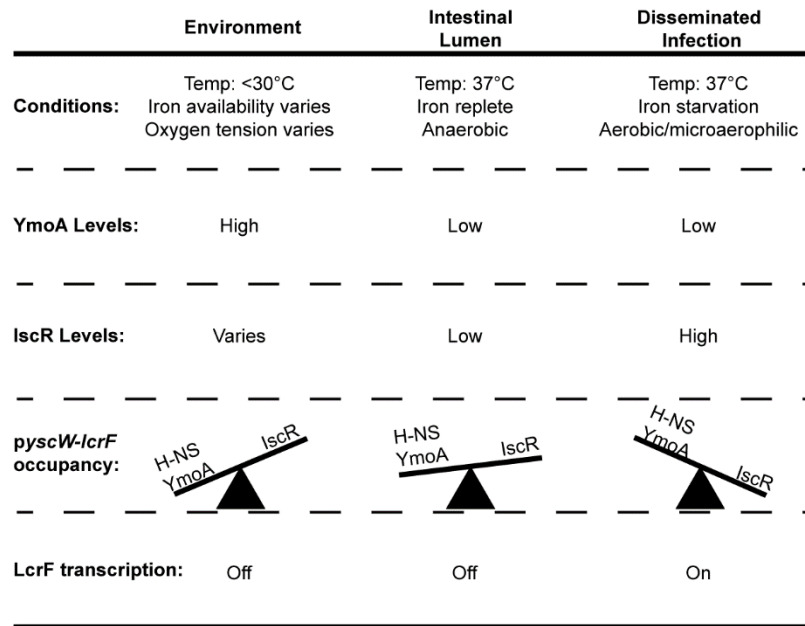 Environment
Intestinal
Lumen
Disseminated
Infection
Conditions:
Temp: <30°C
Iron availability varies
Oxygen tension varies
Temp: 37°C
Iron replete
Anaerobic
Temp: 37°C
Iron starvation
Aerobic/microaerophilic
YmoA Levels:
High
Low
Low
IscR Levels:
Varies
Low
High
pyscW-lcrF
occupancy:
H-NS
YmoA
IscR
H-NS
YmoA
IscR
H-NS
YmoA
IscR
LcrF transcription:
Off
Off
On